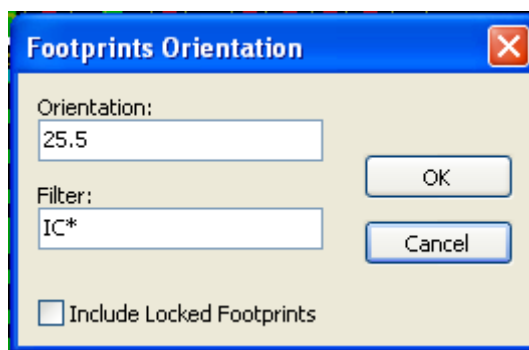 Footprints Orientation
Orientation:
25.5
Filter:
IC*
OK
Cancel
Include Locked Footprints